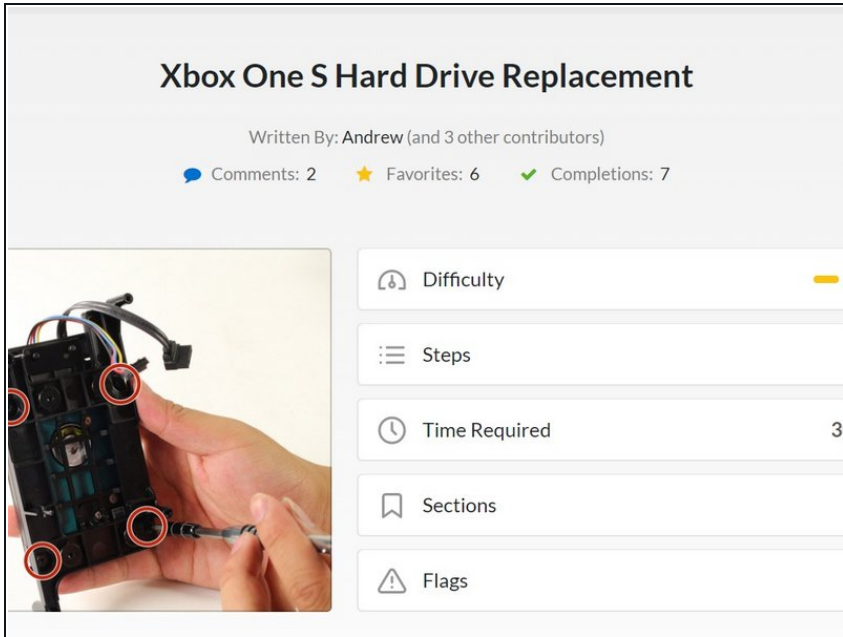 Xbox One S Hard Drive Replacement
Written By: Andrew (and 3 other contributors)
Comments: 2 Favorites: 6 Completions: 7
Difficulty
Steps
Time Required 3
Sections
Flags